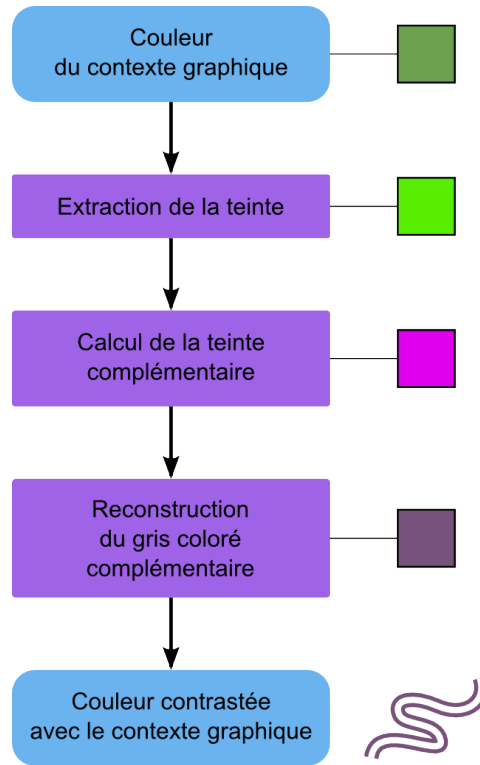 Couleur
du contexte graphique
Extraction de la teinte
Calcul de la teinte
complémentaire
Reconstruction
du gris coloré
complémentaire
Couleur contrastée
avec le contexte graphique